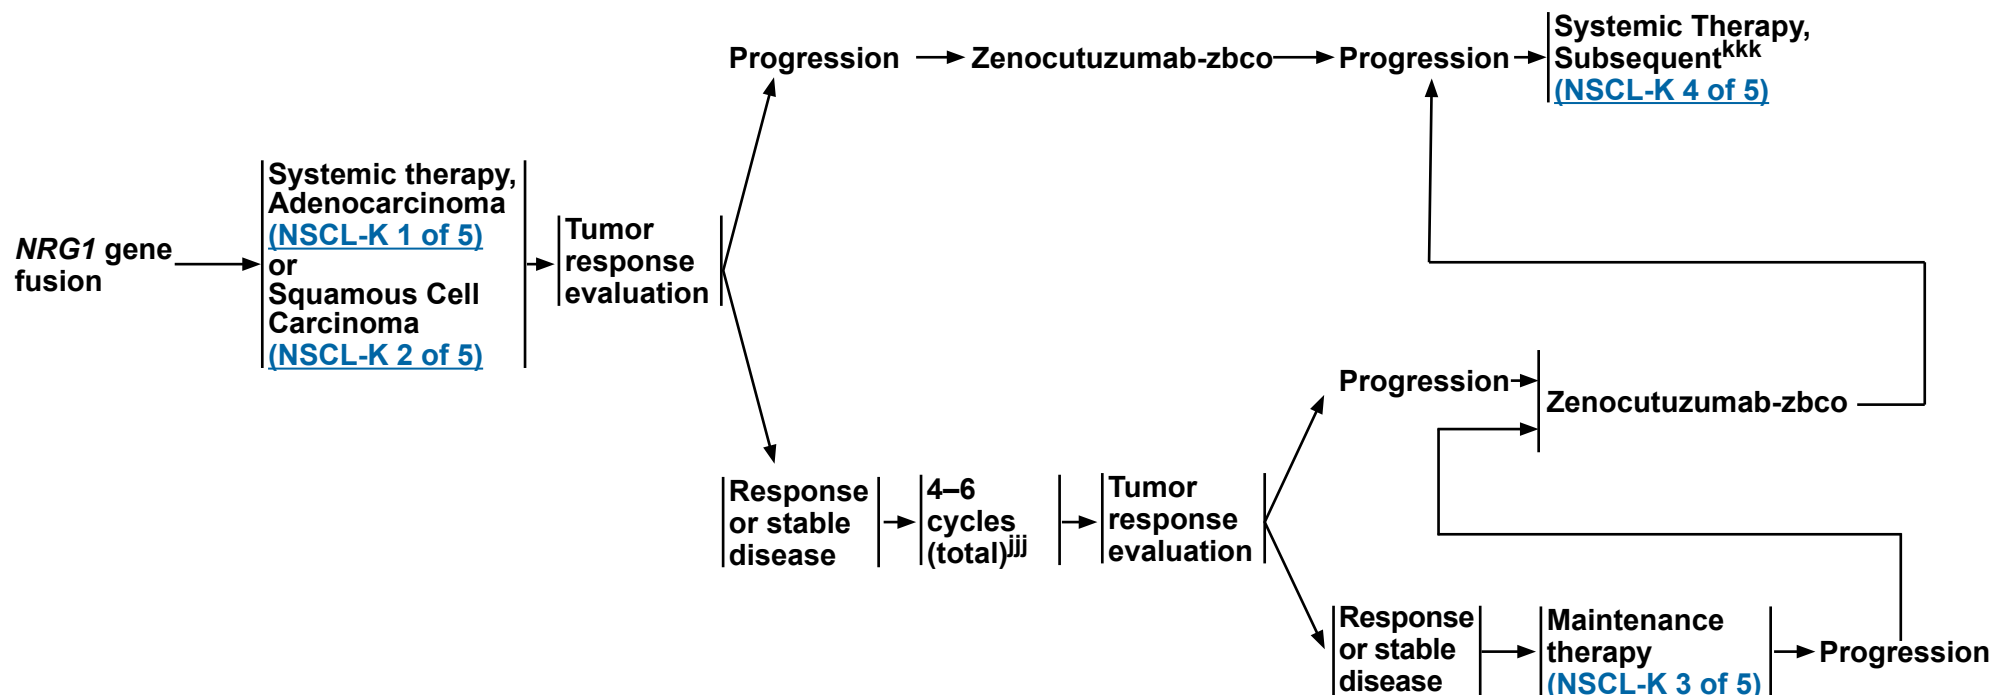 NRG1 gene
fusion
Systemic therapy,
Adenocarcinoma
(NSCL-K 1 of 5)
or
Squamous Cell
Carcinoma
(NSCL-K 2 of 5)
Tumor
response
evaluation
Progression
Zenocutuzumab-zbco
Progression
Systemic Therapy,
Subsequentkkk
(NSCL-K 4 of 5)
Response
or stable
disease
4–6
cycles
(total)jjj
Tumor
response
evaluation
Progression
Zenocutuzumab-zbco
Response
or stable
disease
Maintenance
therapy
(NSCL-K 3 of 5)
Progression